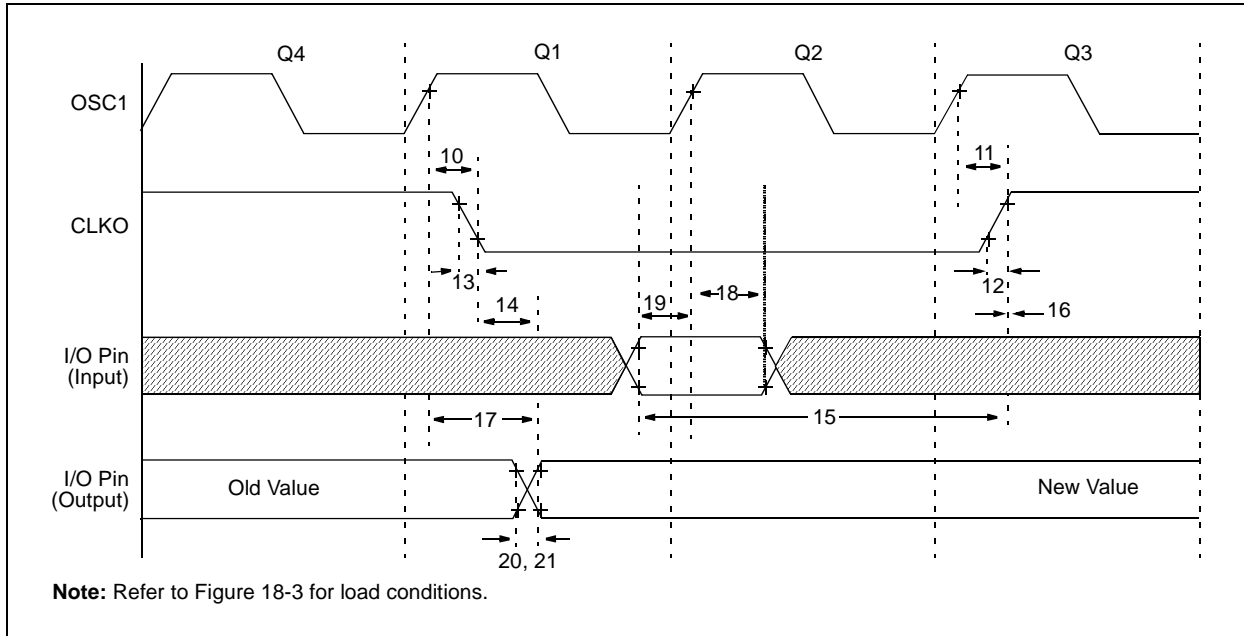 Q4 Q1 Q2 Q3
OSC1
10 11
CLKO
13 12
14 19 18 16
I/O Pin
(Input)
17 15
I/O Pin
(Output)
Old Value New Value
20, 21
Note: Refer to Figure 18-3 for load conditions.